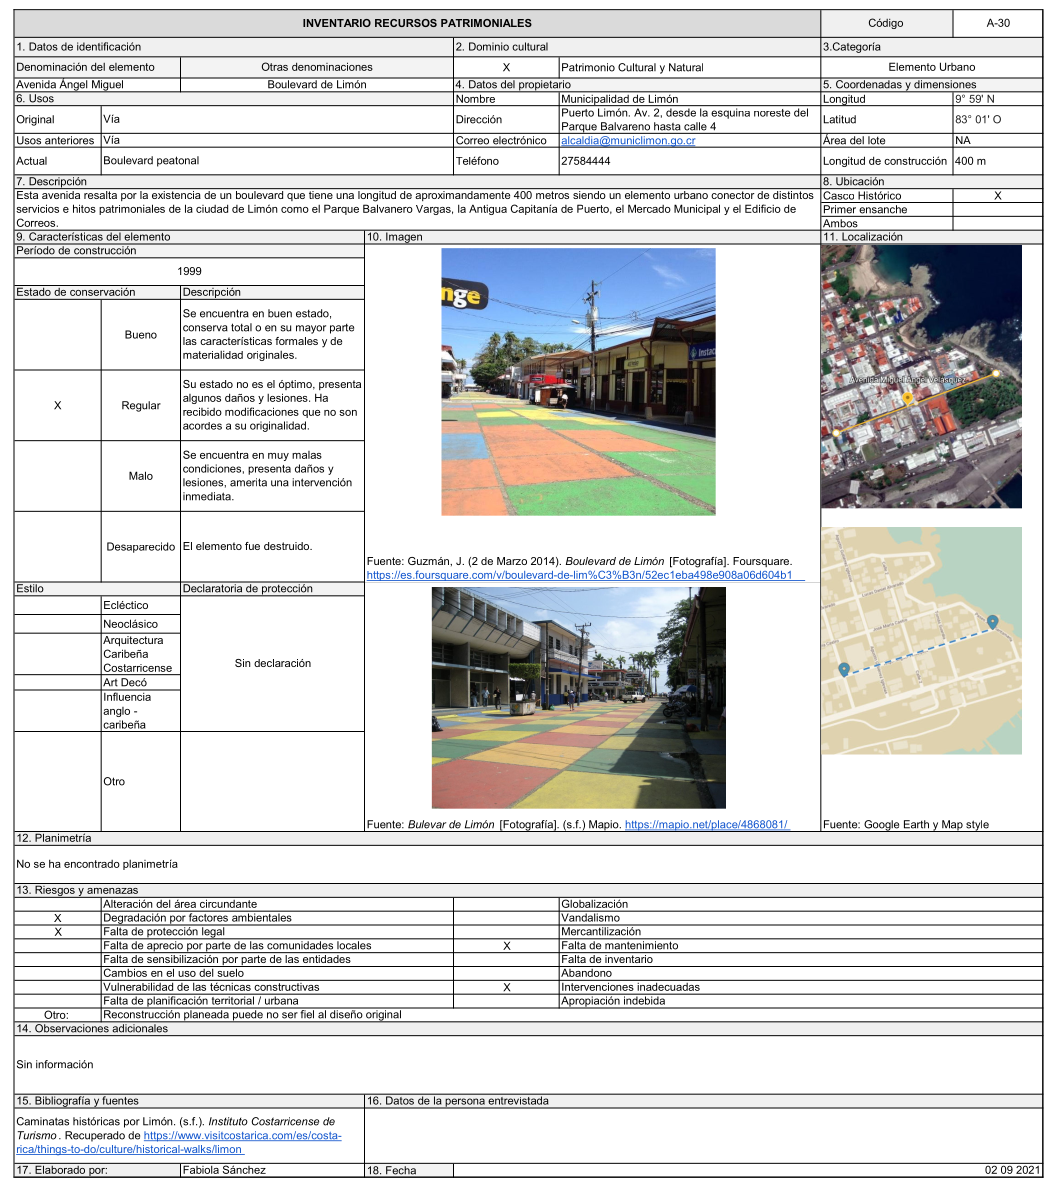 INVENTARIO RECURSOS PATRIMONIALES Código A-30
1. Datos de identificación 2. Dominio cultural 3.Categoría
Denominación del elemento Otras denominaciones X Patrimonio Cultural y Natural Elemento Urbano
Avenida Ángel Miguel Boulevard de Limón 4. Datos del propietario 5. Coordenadas y dimensiones
6. Usos Nombre Municipalidad de Limón Longitud 9° 59' N
Original Vía Dirección Puerto Limón. Av. 2, desde la esquina noreste del
Parque Balvareno hasta calle 4 Latitud 83° 01' O
Usos anteriores Vía Correo electrónico alcaldia@municlimon.go.cr Área del lote NA
Actual Boulevard peatonal Teléfono 27584444 Longitud de construcción 400 m
7. Descripción 8. Ubicación
Esta avenida resalta por la existencia de un boulevard que tiene una longitud de aproximandamente 400 metros siendo un elemento urbano conector de distintos
servicios e hitos patrimoniales de la ciudad de Limón como el Parque Balvanero Vargas, la Antigua Capitanía de Puerto, el Mercado Municipal y el Edificio de
Correos.
Casco Histórico X
Primer ensanche
Ambos
9. Características del elemento 10. Imagen 11. Localización
Período de construcción
1999
Estado de conservación Descripción
Bueno
Se encuentra en buen estado,
conserva total o en su mayor parte
las características formales y de
materialidad originales.
X Regular
Su estado no es el óptimo, presenta
algunos daños y lesiones. Ha
recibido modificaciones que no son
acordes a su originalidad.
Malo
Se encuentra en muy malas
condiciones, presenta daños y
lesiones, amerita una intervención
inmediata.
Desaparecido El elemento fue destruido.
nge
Instac
Avenida Miguel Ángel Velásquez
Fuente: Guzmán, J. (2 de Marzo 2014). Boulevard de Limón [Fotografía]. Foursquare.
https://es.foursquare.com/v/boulevard-de-lim%C3%B3n/52ec1eba498e908a06d604b1
Estilo Declaratoria de protección
Ecléctico
Neoclásico
Arquitectura
Caribeña
Costarricense
Art Decó
Influencia
anglo -
caribeña
Otro
Sin declaración
Fuente: Bulevar de Limón [Fotografía]. (s.f.) Mapio. https://mapio.net/place/4868081/
Fuente: Google Earth y Map style
12. Planimetría
No se ha encontrado planimetría
13. Riesgos y amenazas
Alteración del área circundante Globalización
X Degradación por factores ambientales Vandalismo
X Falta de protección legal Mercantilización
Falta de aprecio por parte de las comunidades locales X Falta de mantenimiento
Falta de sensibilización por parte de las entidades Falta de inventario
Cambios en el uso del suelo Abandono
Vulnerabilidad de las técnicas constructivas X Intervenciones inadecuadas
Falta de planificación territorial / urbana Apropiación indebida
Otro: Reconstrucción planeada puede no ser fiel al diseño original
14. Observaciones adicionales
Sin información
15. Bibliografía y fuentes 16. Datos de la persona entrevistada
Caminatas históricas por Limón. (s.f.). Instituto Costarricense de
Turismo . Recuperado de https://www.visitcostarica.com/es/costa-
rica/things-to-do/culture/historical-walks/limon
17. Elaborado por: Fabiola Sánchez 18. Fecha 02 09 2021